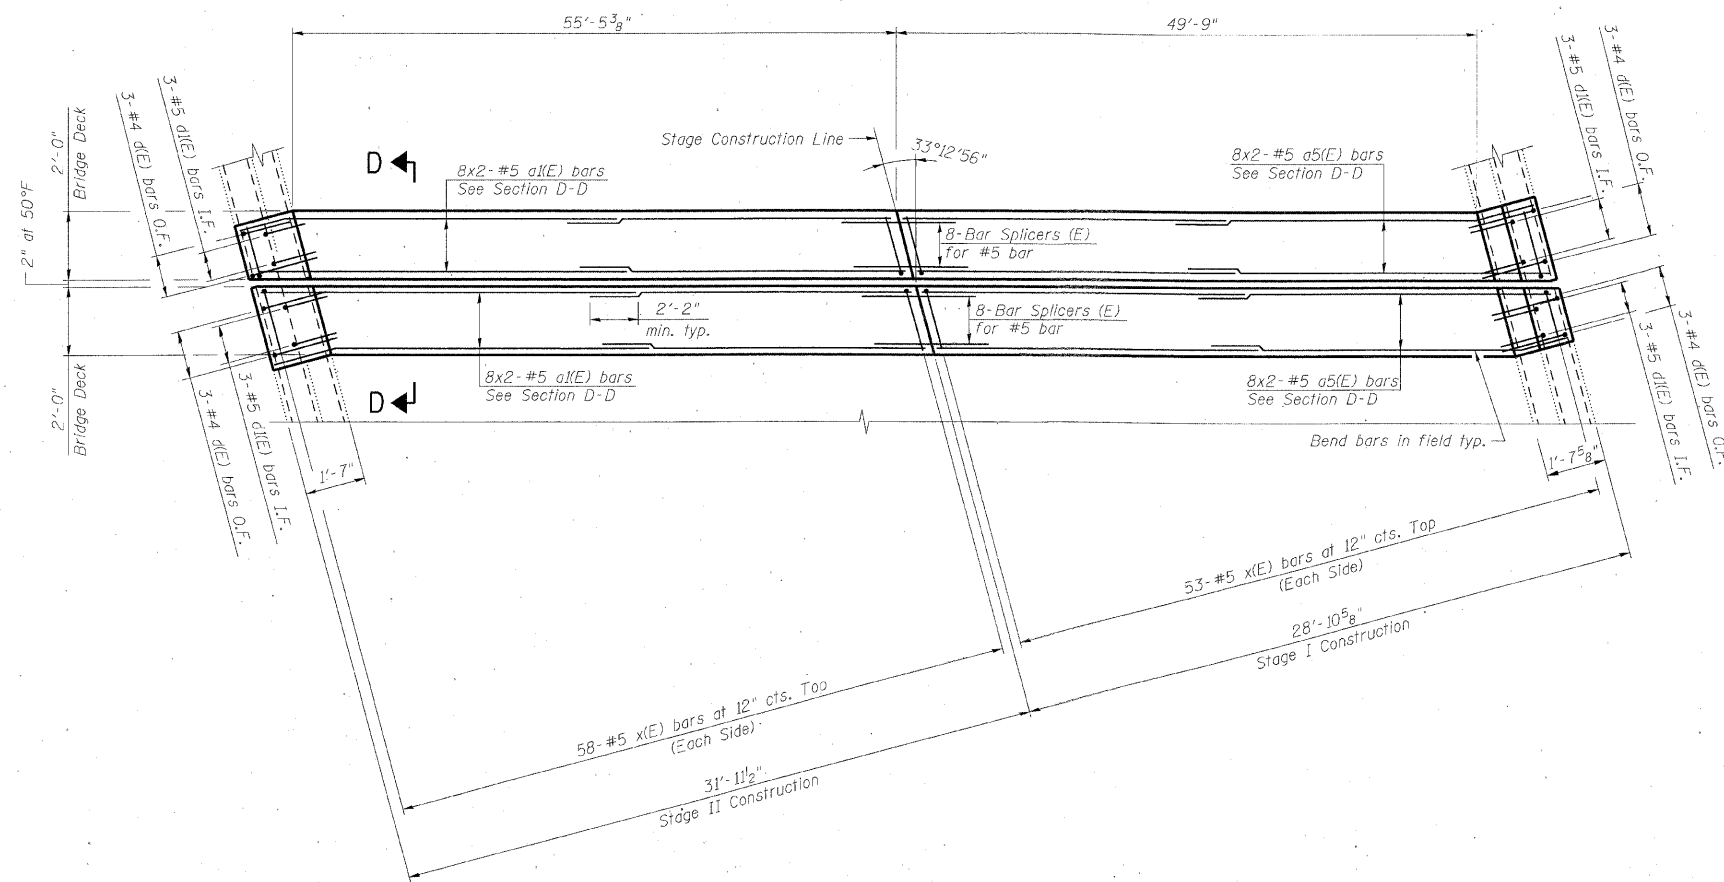 55'-5 3/8"
49'-9"
3-#4 d(E) bars O.F.
3-#5 d1(E) bars I.F.
3-#5 d1(E) bars I.F.
3-#4 d(E) bars O.F.
2'-0"
Bridge Deck
2" at 50°F
2'-0"
Bridge Deck
Stage Construction Line
33°12'56"
D
8x2-#5 a1(E) bars
See Section D-D
8x2-#5 a5(E) bars
See Section D-D
8-Bar Splicers (E)
for #5 bar
2'-2"
min. typ.
8-Bar Splicers (E)
for #5 bar
8x2-#5 a1(E) bars
See Section D-D
8x2-#5 a5(E) bars
See Section D-D
D
Bend bars in field typ.
3-#4 d(E) bars O.F.
3-#5 d1(E) bars I.F.
3-#5 d1(E) bars I.F.
3-#4 d(E) bars O.F.
1'-7"
1'-7 5/8"
53-#5 x(E) bars at 12" cts. Top
(Each Side)
28'-10 5/8"
Stage I Construction
58-#5 x(E) bars at 12" cts. Top
(Each Side)
31'-11 1/2"
Stage II Construction